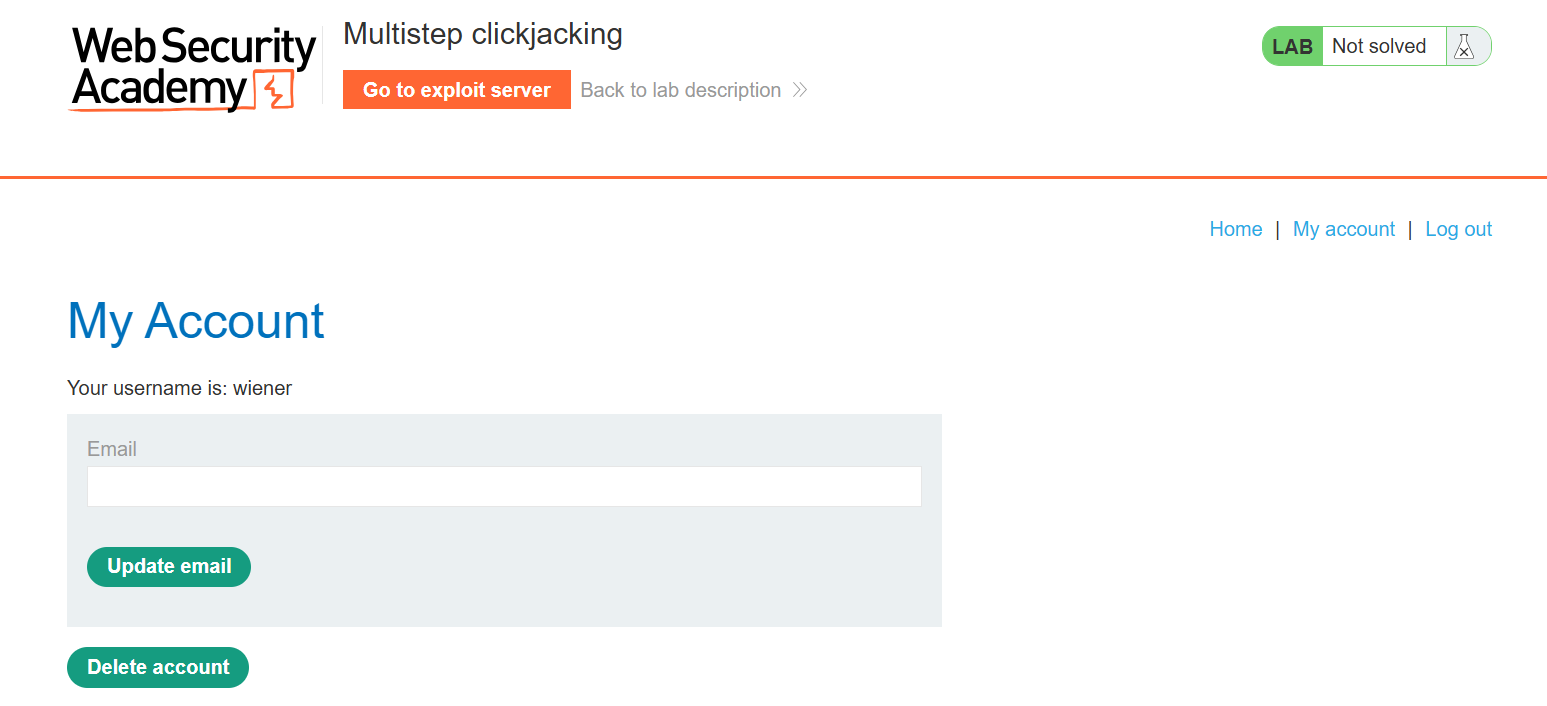 Web Security
Academy
Multistep clickjacking
Go to exploit server
Back to lab description
LAB
Not solved
Home | My account | Log out
My Account
Your username is: wiener
Email
Update email
Delete account